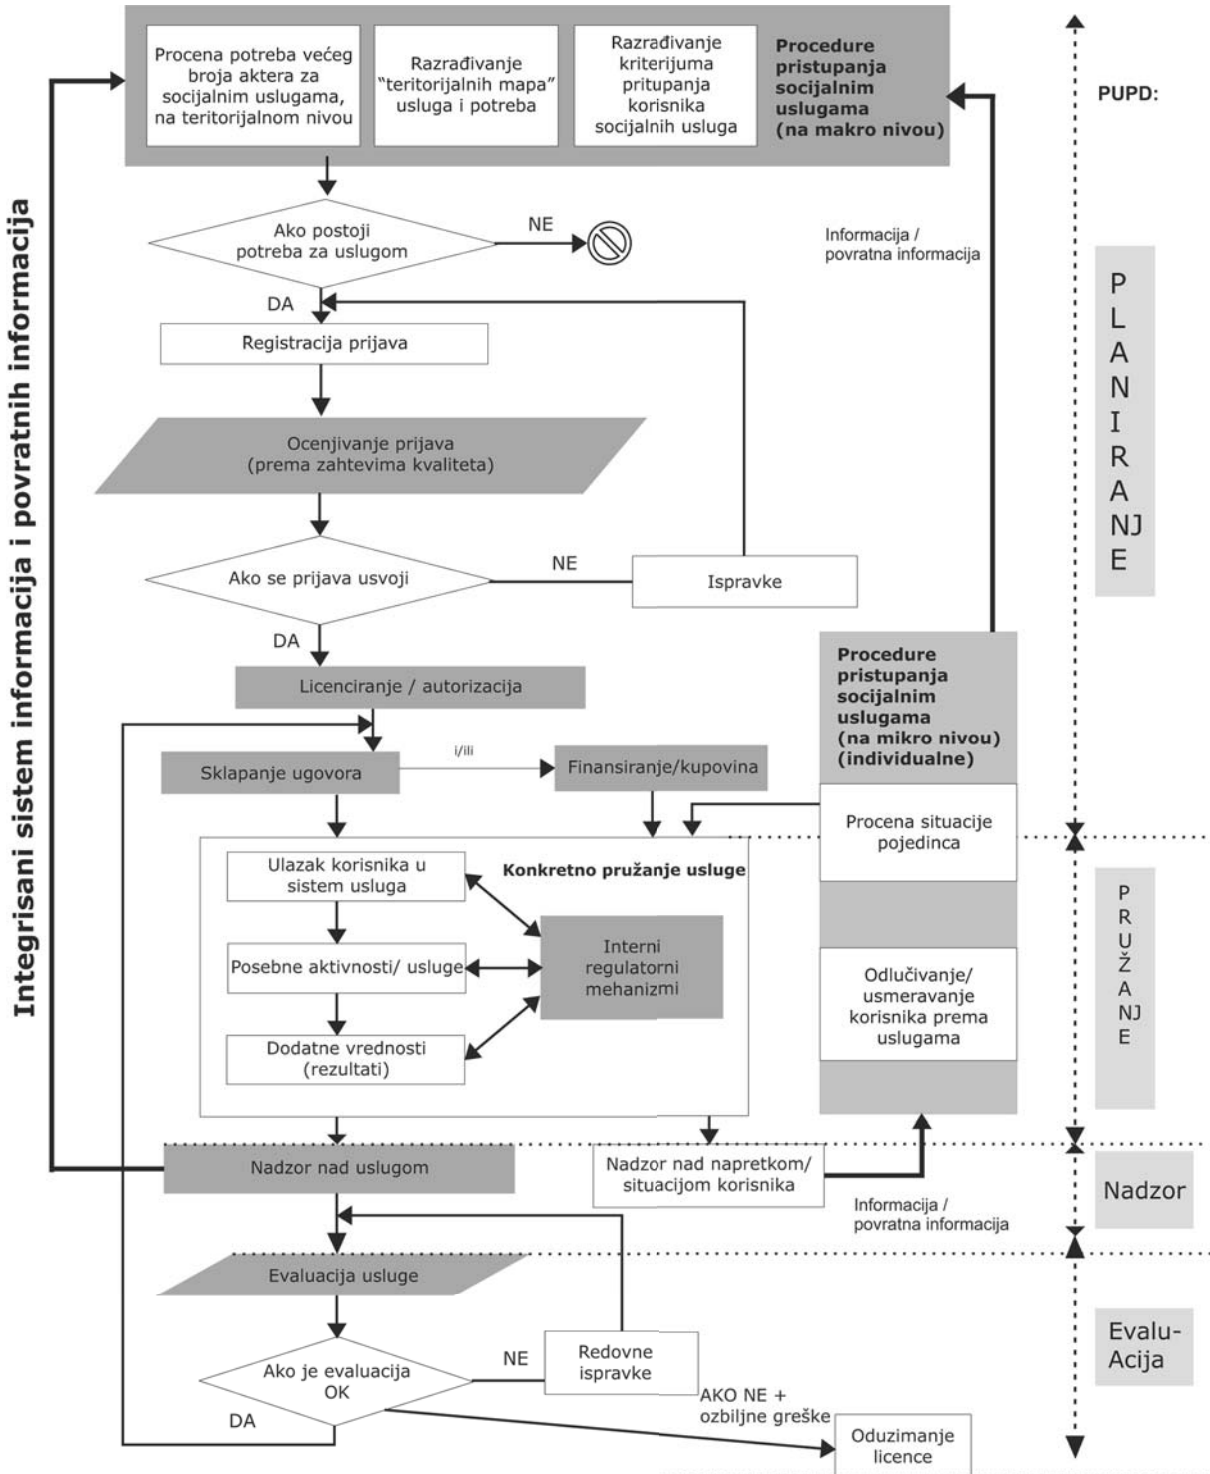 Integrisani sistem informacija i povratnih informacija
Procena potreba većeg
broja aktera za
socijalnim uslugama,
na teritorijalnom nivou
Razrađivanje
“teritorijalnih mapa”
usluga i potreba
Razrađivanje
kriterijuma
pritupanja
korisnika
socijalnih usluga
Procedure
pristupanja
socijalnim
uslugama
(na makro nivou)
PUPD:
Ako postoji
potreba za uslugom
NE
DA
Informacija /
povratna informacija
Registracija prijava
Ocenjivanje prijava
(prema zahtevima kvaliteta)
Ako se prijava usvoji
NE
Ispravke
DA
PLANIRANJE
Licenciranje / autorizacija
Sklapanje ugovora
i/ili
Finansiranje/kupovina
Procedure
pristupanja
socijalnim
uslugama
(na mikro nivou)
(individualne)
Procena situacije
pojedinca
Odlučivanje/
usmeravanje
korisnika prema
uslugama
Konkretno pružanje usluge
Ulazak korisnika u
sistem usluga
Posebne aktivnosti/ usluge
Dodatne vrednosti
(rezultati)
Interni
regulatorni
mehanizmi
PRUŽANJE
Nadzor nad uslugom
Nadzor nad napretkom/
situacijom korisnika
Informacija /
povratna informacija
Nadzor
Evaluacija usluge
Ako je evaluacija
OK
NE
Redovne
ispravke
DA
AKO NE +
ozbiljne greške
Oduzimanje
licence
Evalu-
Acija